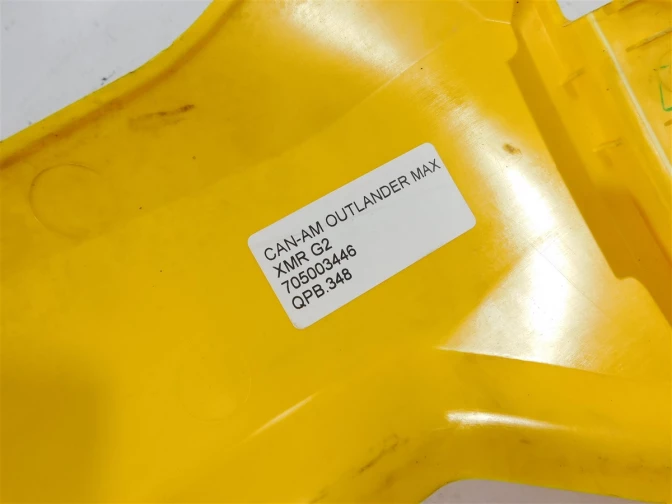 CAN-AM OUTLANDER MAX
XMR G2
705003446
QPB.348